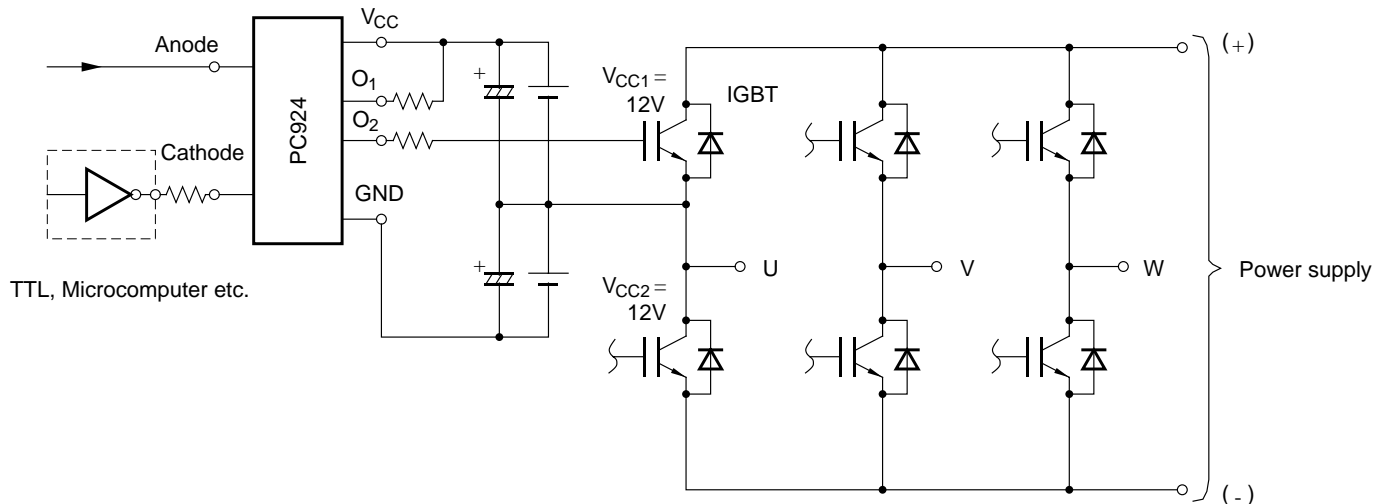 VCC
Anode
O1
O2
PC924
Cathode
GND
TTL, Microcomputer etc.
+
VCC1 =
12V
IGBT
+
VCC2 =
12V
U
V
W
(+)
Power supply
(-)